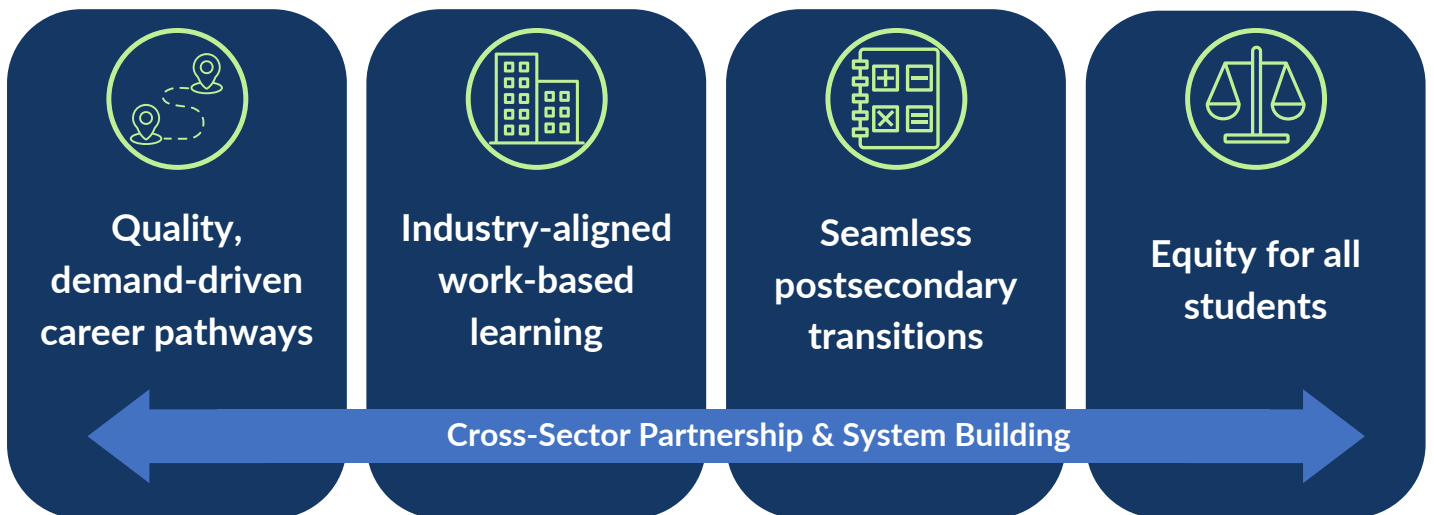 Quality,
demand-driven
career pathways
Industry-aligned
work-based
learning
Seamless
postsecondary
transitions
Equity for all
students
Cross-Sector Partnership & System Building